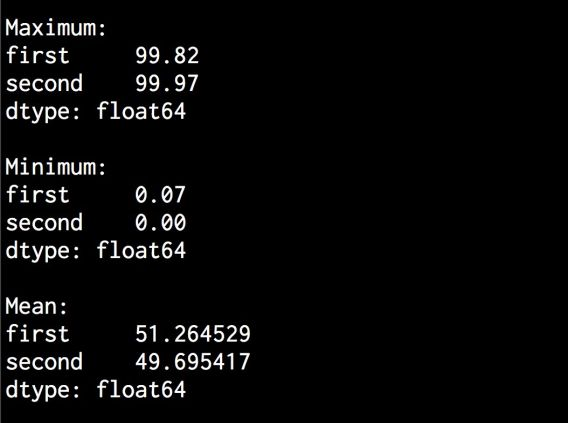 Maximum:
first     99.82
second    99.97
dtype: float64
Minimum:
first     0.07
second    0.00
dtype: float64
Mean:
first     51.264529
second    49.695417
dtype: float64